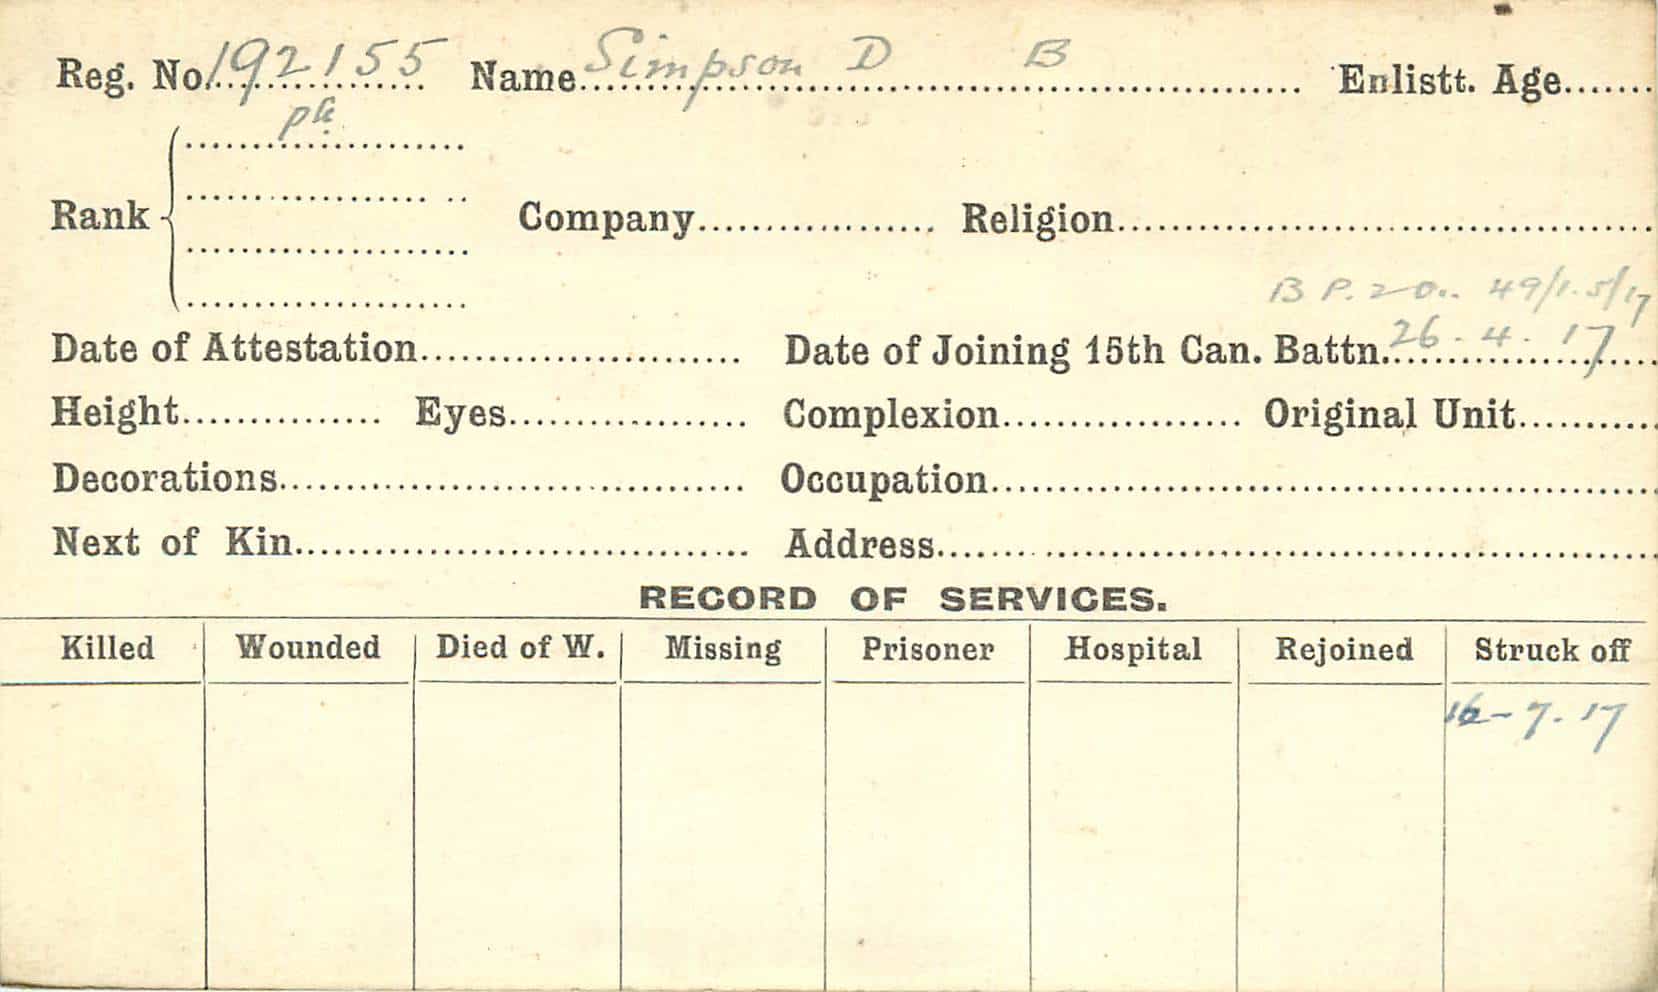 Reg. No. 192155 Name Simpson D B Enlistt. Age
Rank Company Religion
B P. 20.. 49/1.5/17
Date of Attestation Date of Joining 15th Can. Battn. 26-4-17
Height Eyes Complexion Original Unit
Decorations Occupation
Next of Kin Address
RECORD OF SERVICES.
Killed Wounded Died of W. Missing Prisoner Hospital Rejoined Struck off
16-7-17